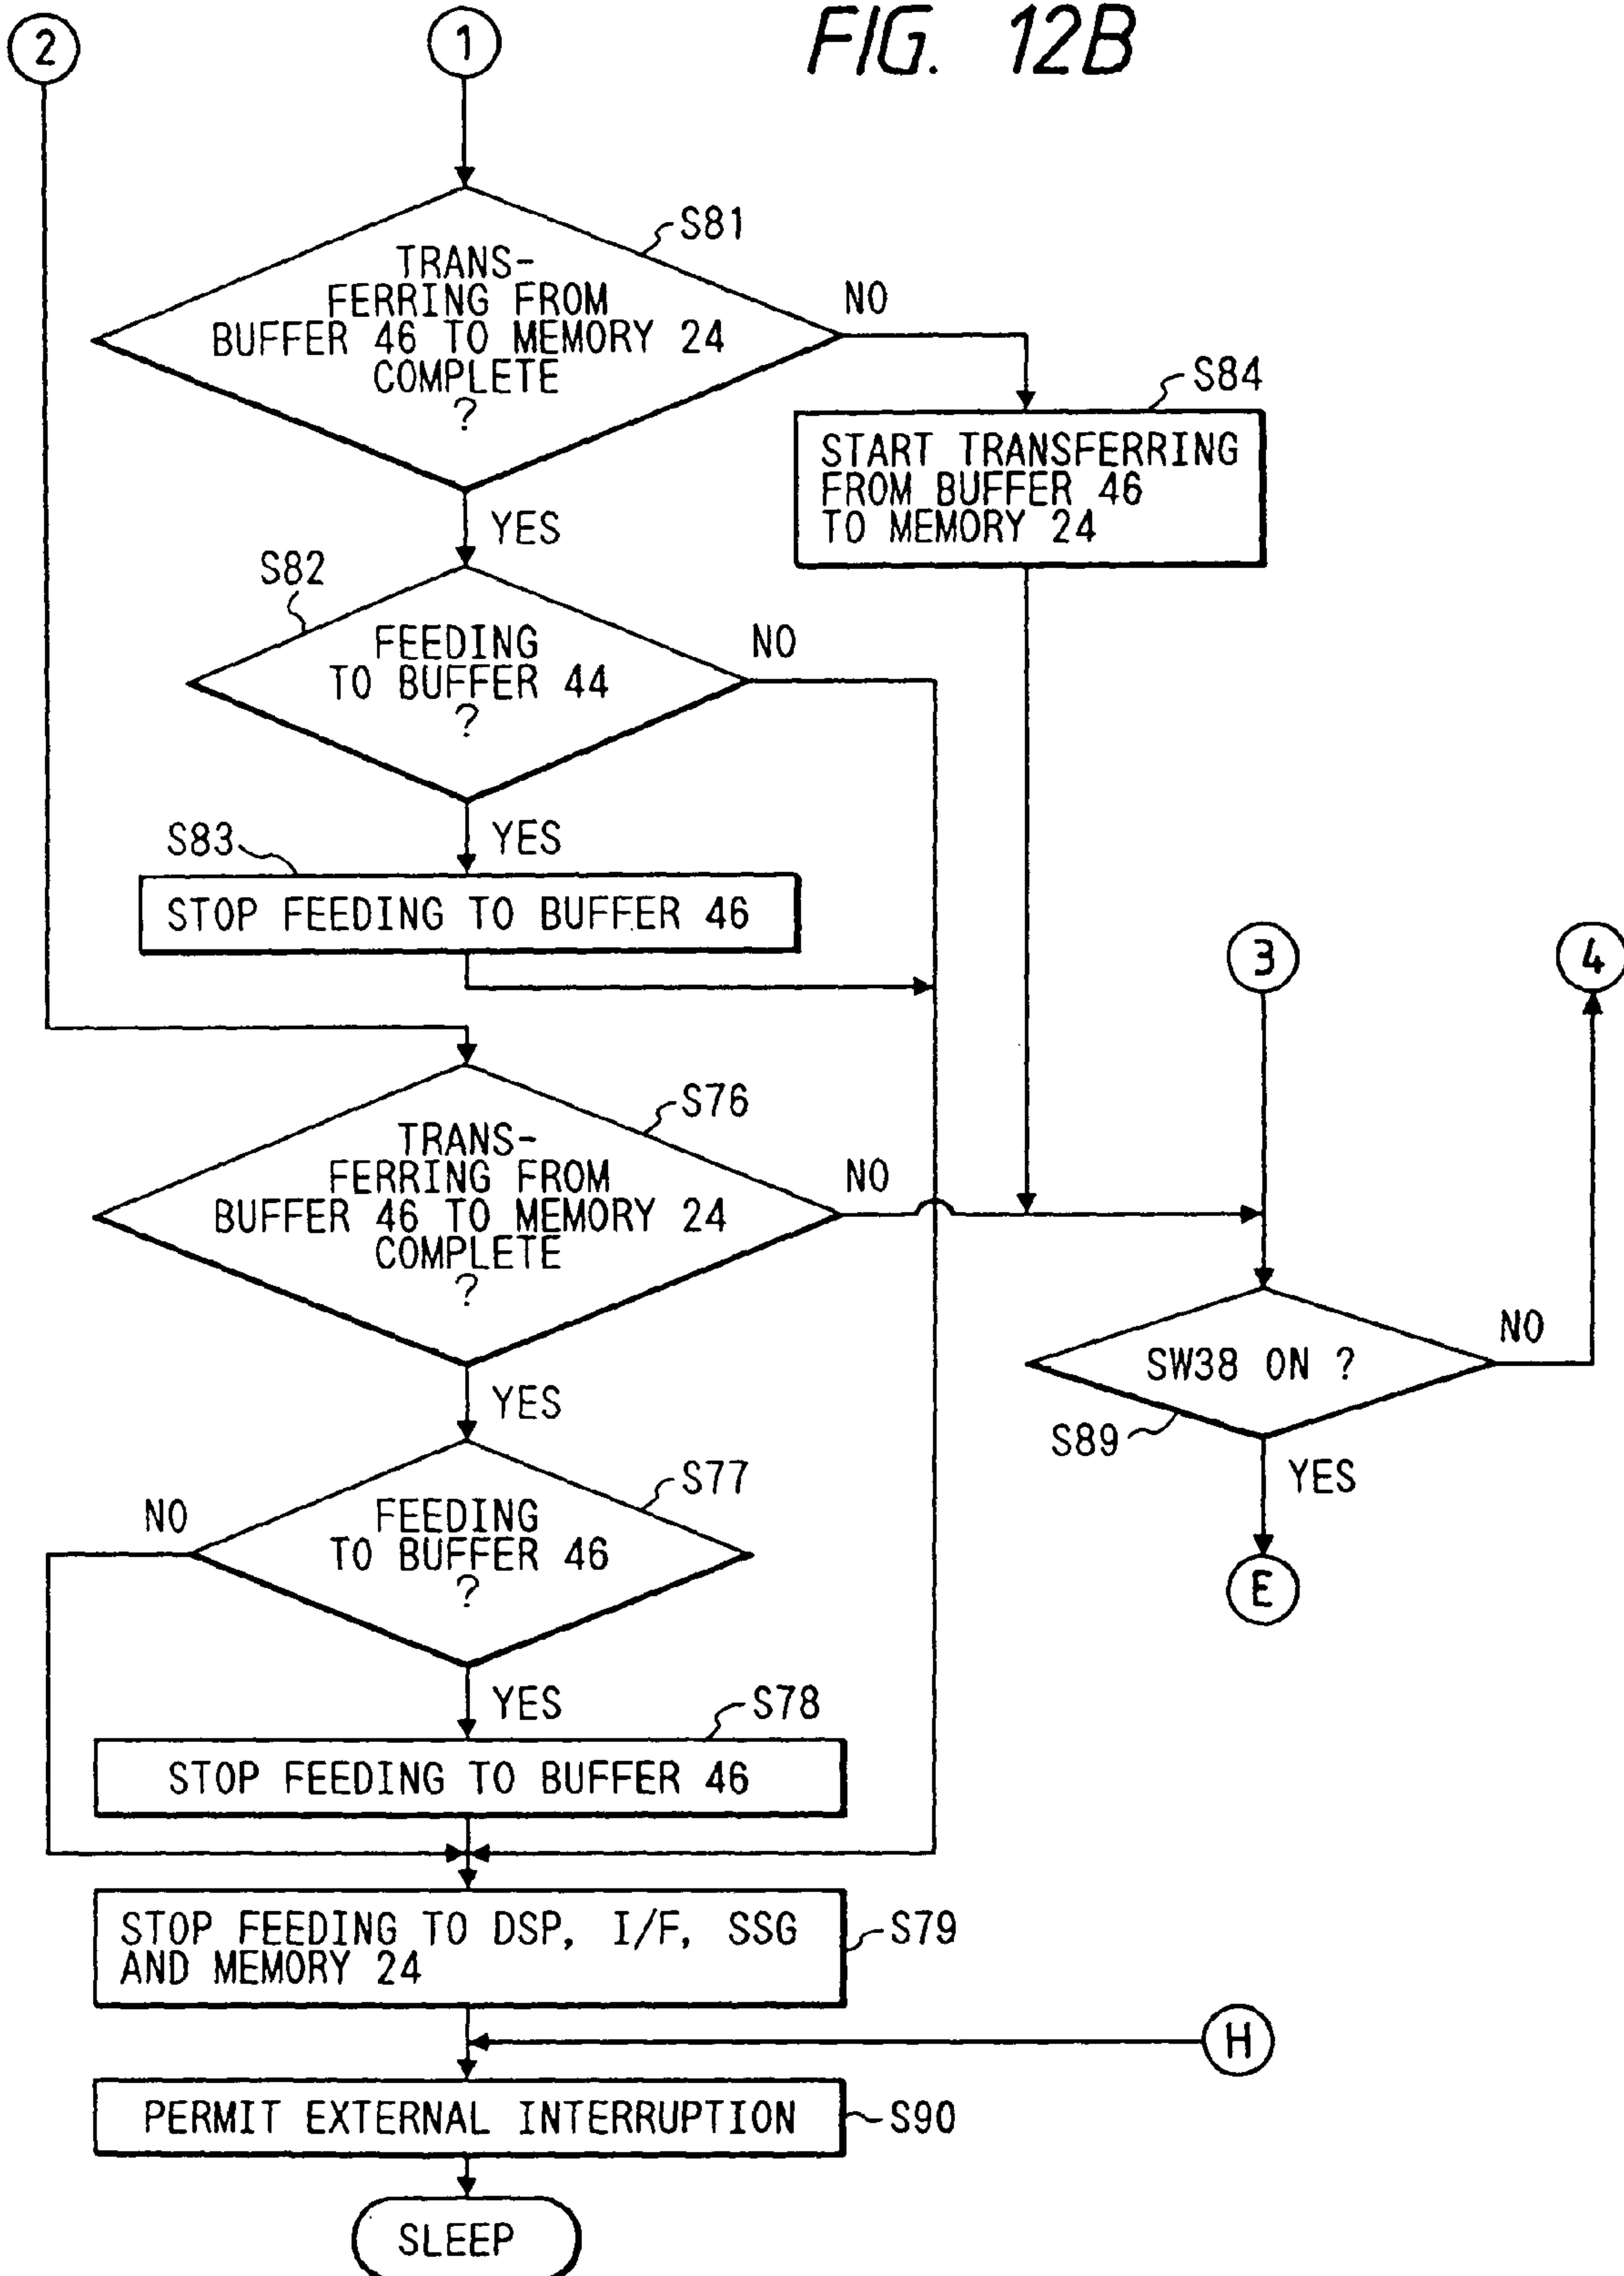 FIG. 12B
2
1
S81
TRANS-
FERRING FROM
BUFFER 46 TO MEMORY 24
COMPLETE
?
NO
YES
S84
START TRANSFERRING
FROM BUFFER 46
TO MEMORY 24
S82
FEEDING
TO BUFFER 44
?
NO
YES
S83
STOP FEEDING TO BUFFER 46
3
4
S76
TRANS-
FERRING FROM
BUFFER 46 TO MEMORY 24
COMPLETE
?
NO
YES
SW38 ON ?
NO
S89
YES
E
S77
FEEDING
TO BUFFER 46
?
NO
YES
S78
STOP FEEDING TO BUFFER 46
STOP FEEDING TO DSP, I/F, SSG
AND MEMORY 24
S79
H
PERMIT EXTERNAL INTERRUPTION
S90
SLEEP